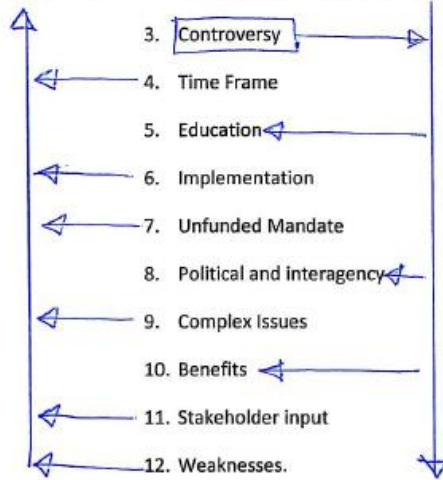 3. Controversy
4. Time Frame
5. Education
6. Implementation
7. Unfunded Mandate
8. Political and interagency
9. Complex Issues
10. Benefits
11. Stakeholder input
12. Weaknesses.